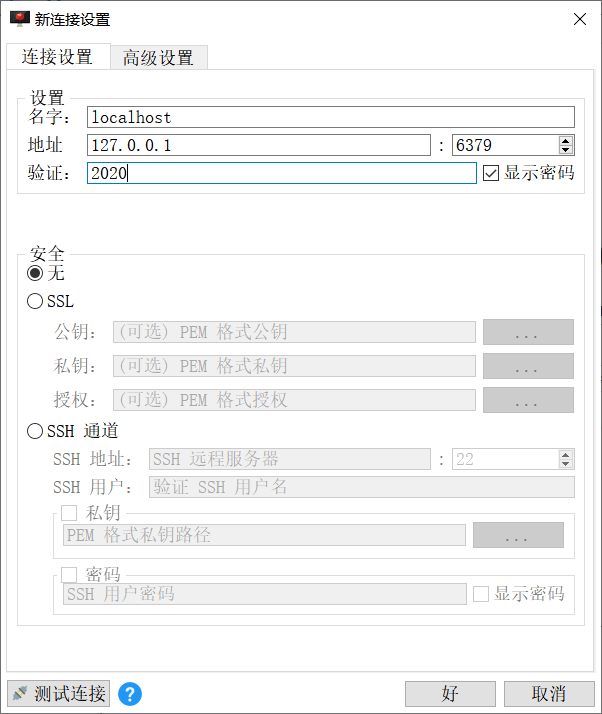 新连接设置
连接设置 高级设置
设置
名字： localhost
地址 127.0.0.1 : 6379
验证： 2020 显示密码
安全
无
SSL
公钥： (可选) PEM 格式公钥 ...
私钥： (可选) PEM 格式私钥 ...
授权： (可选) PEM 格式授权 ...
SSH 通道
SSH 地址： SSH 远程服务器 : 22
SSH 用户： 验证 SSH 用户名
私钥
PEM 格式私钥路径 ...
密码
SSH 用户密码 显示密码
测试连接 ? 好 取消